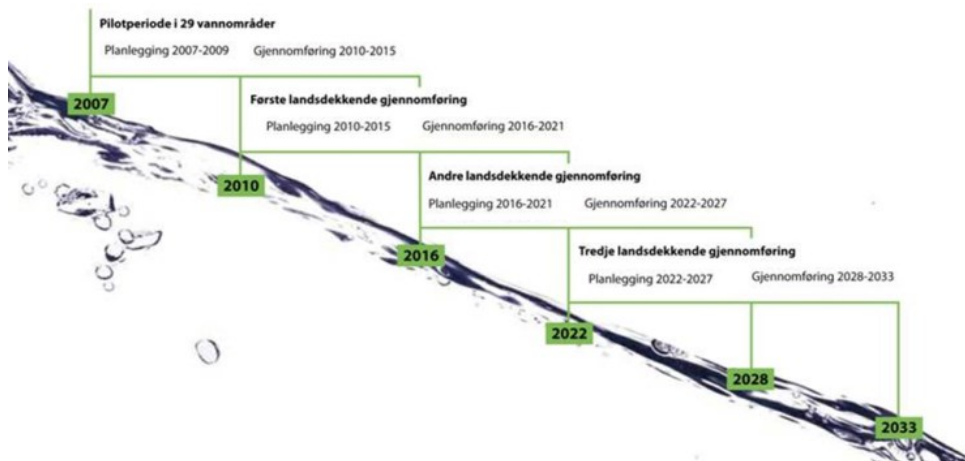 Pilotperiode i 29 vannområder
Planlegging 2007-2009 Gjennomføring 2010-2015
2007
Første landsdekkende gjennomføring
Planlegging 2010-2015 Gjennomføring 2016-2021
2010
Andre landsdekkende gjennomføring
Planlegging 2016-2021 Gjennomføring 2022-2027
2016
Tredje landsdekkende gjennomføring
Planlegging 2022-2027 Gjennomføring 2028-2033
2022
2028
2033